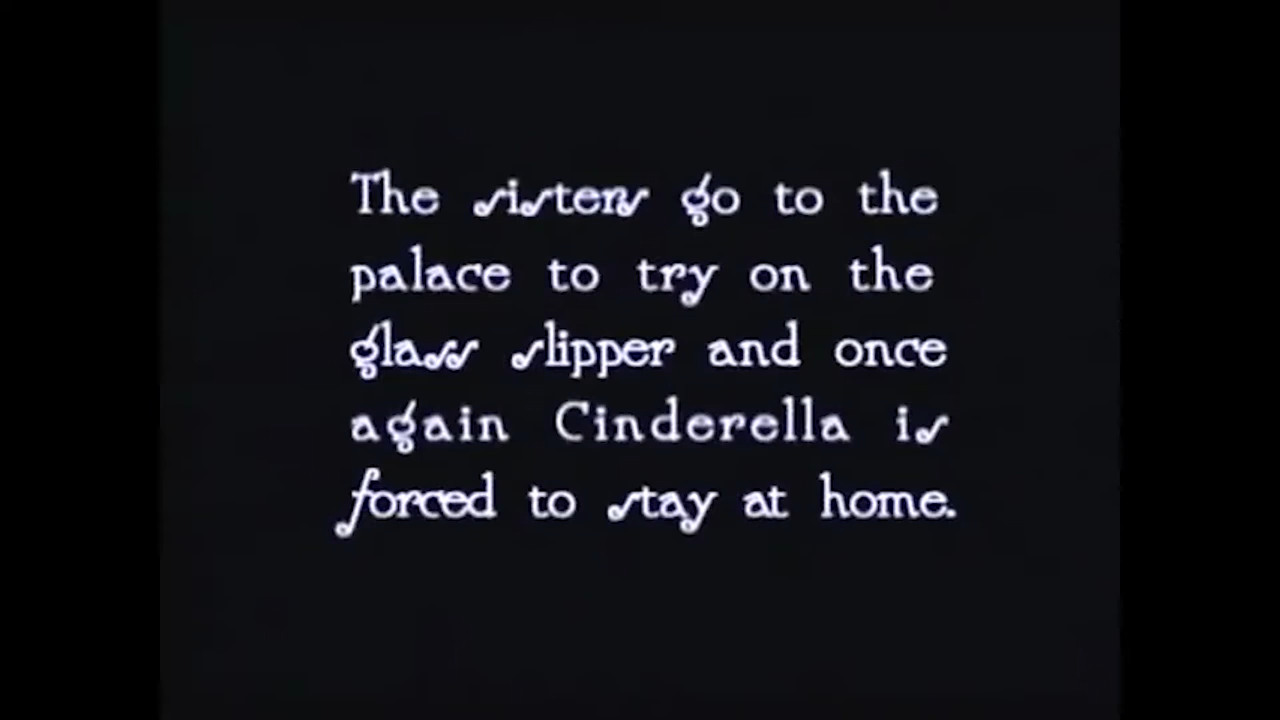 The sisters go to the
palace to try on the
glass slipper and once
again Cinderella is
forced to stay at home.